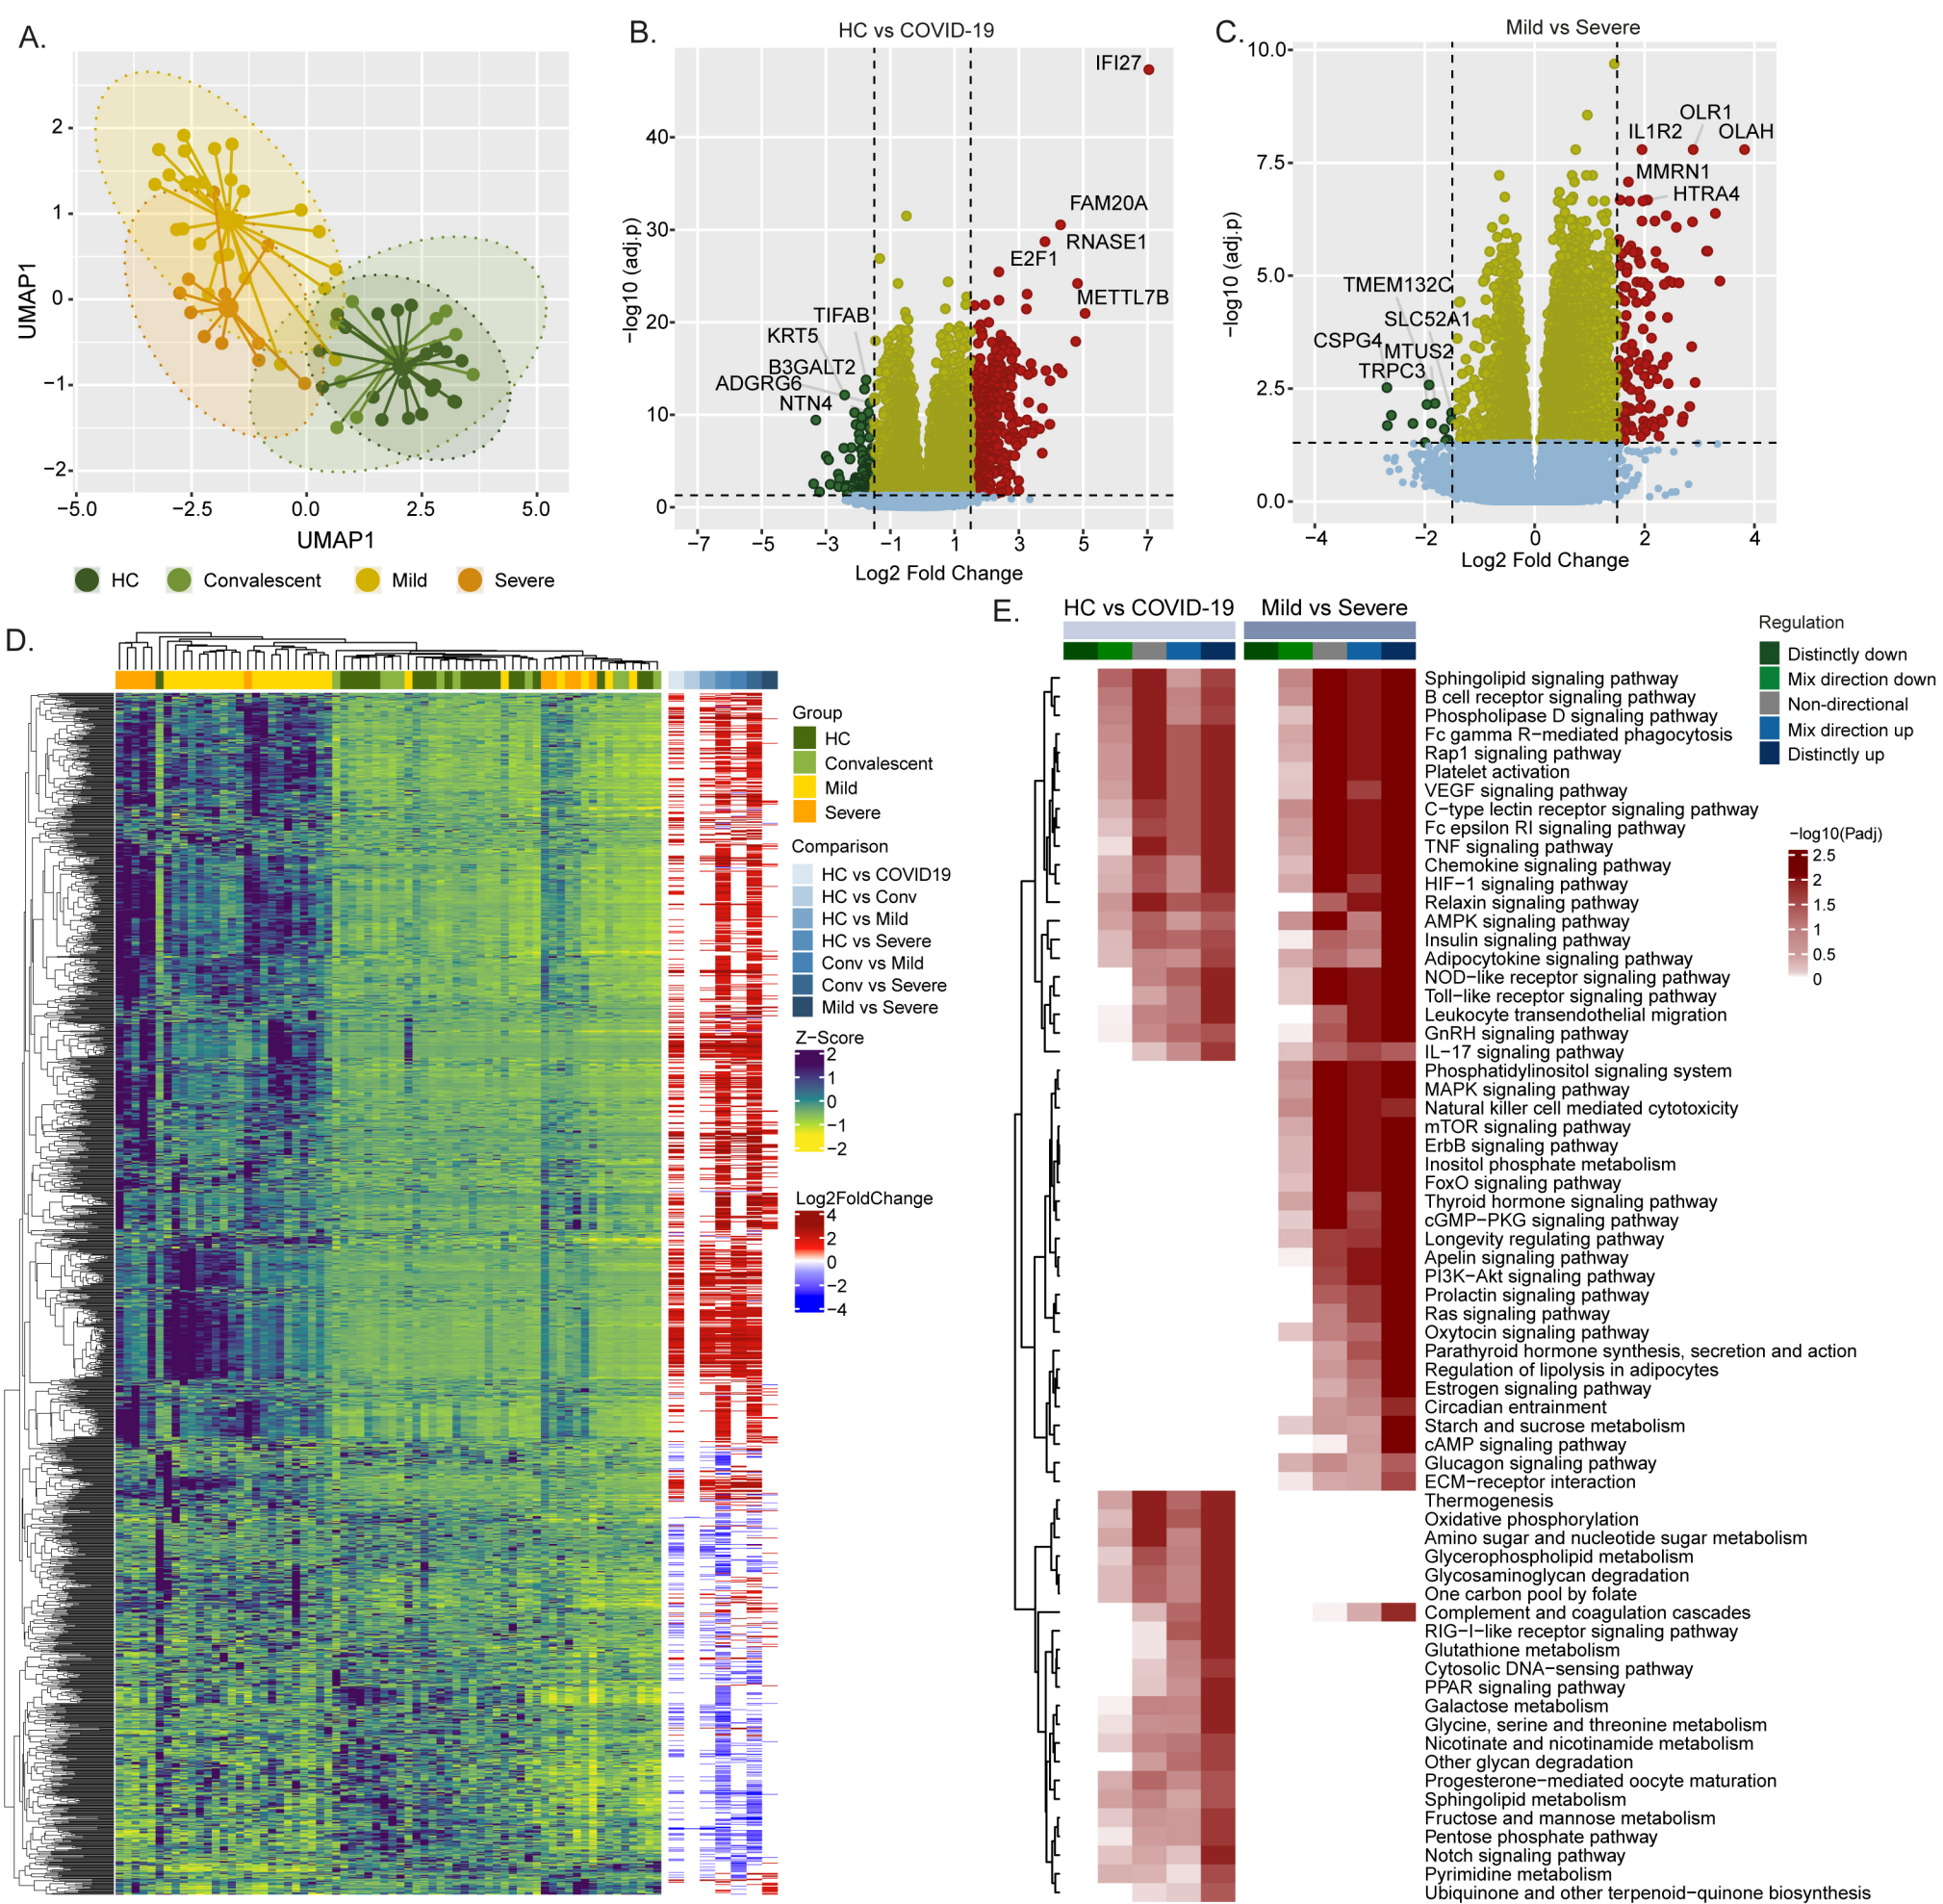 A.
UMAP1
2
1
0
−1
−2
−5.0
−2.5
0.0
2.5
5.0
UMAP1
HC
Convalescent
Mild
Severe
B.
HC vs COVID-19
−log10 (adj.p)
40
30
20
10
0
IFI27
FAM20A
RNASE1
E2F1
METTL7B
TIFAB
KRT5
B3GALT2
ADGRG6
NTN4
−7
−5
−3
−1
1
3
5
7
Log2 Fold Change
C.
Mild vs Severe
−log10 (adj.p)
10.0
7.5
5.0
2.5
0.0
OLR1
IL1R2
OLAH
MMRN1
HTRA4
TMEM132C
SLC52A1
CSPG4
MTUS2
TRPC3
−4
−2
0
2
4
Log2 Fold Change
D.
Group
HC
Convalescent
Mild
Severe
Comparison
HC vs COVID19
HC vs Conv
HC vs Mild
HC vs Severe
Conv vs Mild
Conv vs Severe
Mild vs Severe
Z−Score
2
1
0
−1
−2
Log2FoldChange
4
2
0
−2
−4
E.
HC vs COVID-19
Mild vs Severe
Sphingolipid signaling pathway
B cell receptor signaling pathway
Phospholipase D signaling pathway
Fc gamma R−mediated phagocytosis
Rap1 signaling pathway
Platelet activation
VEGF signaling pathway
C−type lectin receptor signaling pathway
Fc epsilon RI signaling pathway
TNF signaling pathway
Chemokine signaling pathway
HIF−1 signaling pathway
Relaxin signaling pathway
AMPK signaling pathway
Insulin signaling pathway
Adipocytokine signaling pathway
NOD−like receptor signaling pathway
Toll−like receptor signaling pathway
Leukocyte transendothelial migration
GnRH signaling pathway
IL−17 signaling pathway
Phosphatidylinositol signaling system
MAPK signaling pathway
Natural killer cell mediated cytotoxicity
mTOR signaling pathway
ErbB signaling pathway
Inositol phosphate metabolism
FoxO signaling pathway
Thyroid hormone signaling pathway
cGMP−PKG signaling pathway
Longevity regulating pathway
Apelin signaling pathway
PI3K−Akt signaling pathway
Prolactin signaling pathway
Ras signaling pathway
Oxytocin signaling pathway
Parathyroid hormone synthesis, secretion and action
Regulation of lipolysis in adipocytes
Estrogen signaling pathway
Circadian entrainment
Starch and sucrose metabolism
cAMP signaling pathway
Glucagon signaling pathway
ECM−receptor interaction
Thermogenesis
Oxidative phosphorylation
Amino sugar and nucleotide sugar metabolism
Glycerophospholipid metabolism
Glycosaminoglycan degradation
One carbon pool by folate
Complement and coagulation cascades
RIG−I−like receptor signaling pathway
Glutathione metabolism
Cytosolic DNA−sensing pathway
PPAR signaling pathway
Galactose metabolism
Glycine, serine and threonine metabolism
Nicotinate and nicotinamide metabolism
Other glycan degradation
Progesterone−mediated oocyte maturation
Sphingolipid metabolism
Fructose and mannose metabolism
Pentose phosphate pathway
Notch signaling pathway
Pyrimidine metabolism
Ubiquinone and other terpenoid−quinone biosynthesis
Regulation
Distinctly down
Mix direction down
Non−directional
Mix direction up
Distinctly up
−log10(Padj)
2.5
2
1.5
1
0.5
0